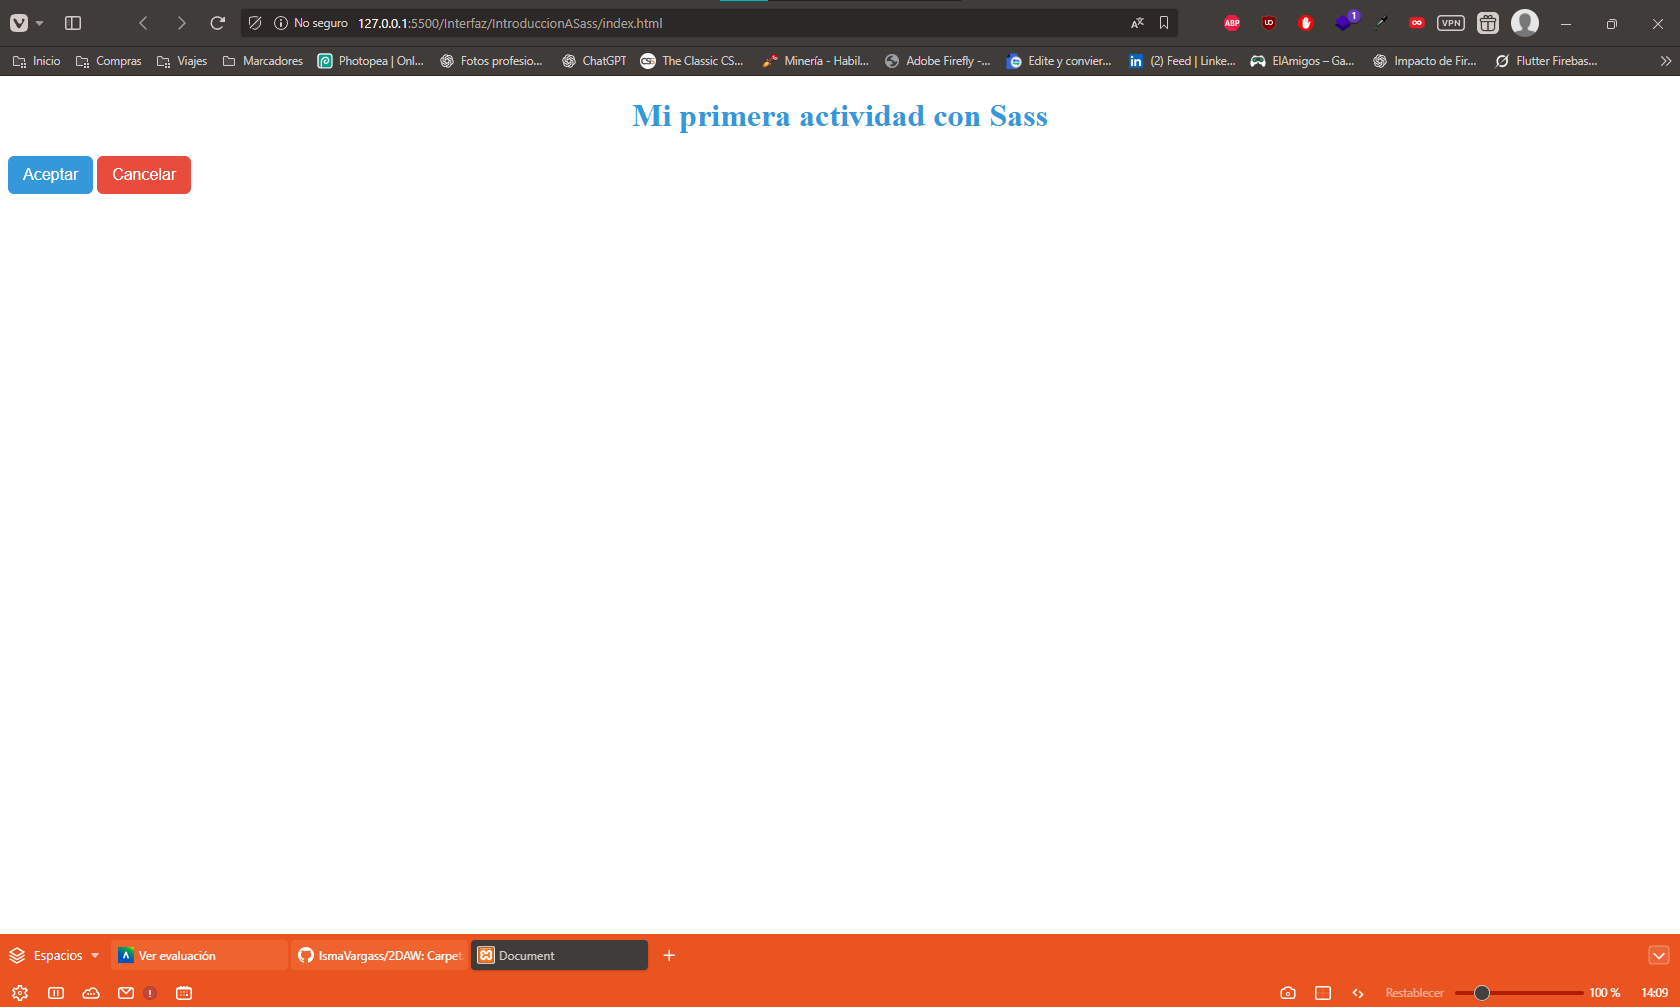 No seguro 127.0.0.1:5500/Interfaz/IntroduccionASass/index.html ABP UD 1 VPN
Inicio Compras Viajes Marcadores Photopea | Onl... Fotos profesio... ChatGPT CSS The Classic CS... Minería - Habil... Adobe Firefly -... Edite y convier... in (2) Feed | Linke... ElAmigos – Ga... Impacto de Fir... Flutter Firebas...
Mi primera actividad con Sass
Aceptar Cancelar
Espacios Ver evaluación IsmaVargass/2DAW: Carpet Document
Restablecer 100 % 14:09